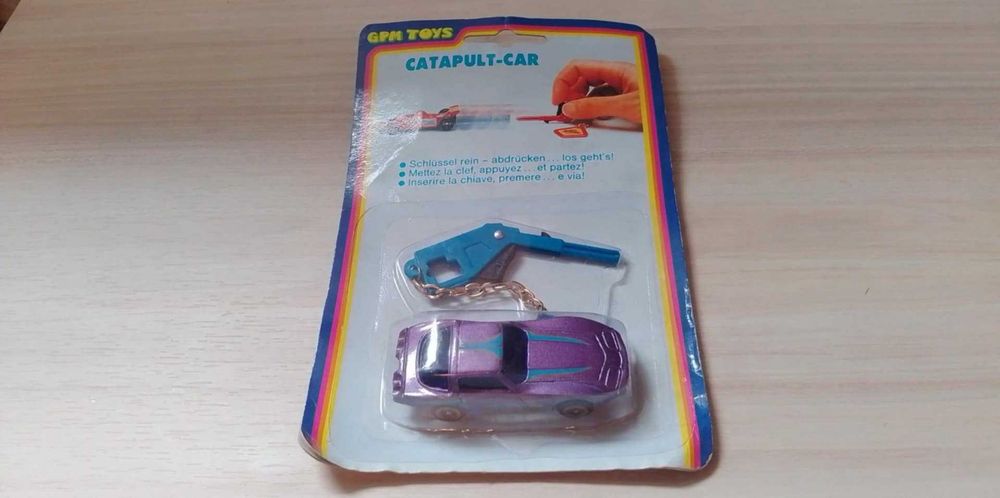 GPM TOYS
CATAPULT-CAR
• Schlüssel rein – abdrücken... los geht's!
• Mettez la clef, appuyez...et partez!
• Inserire la chiave, premere...e via!